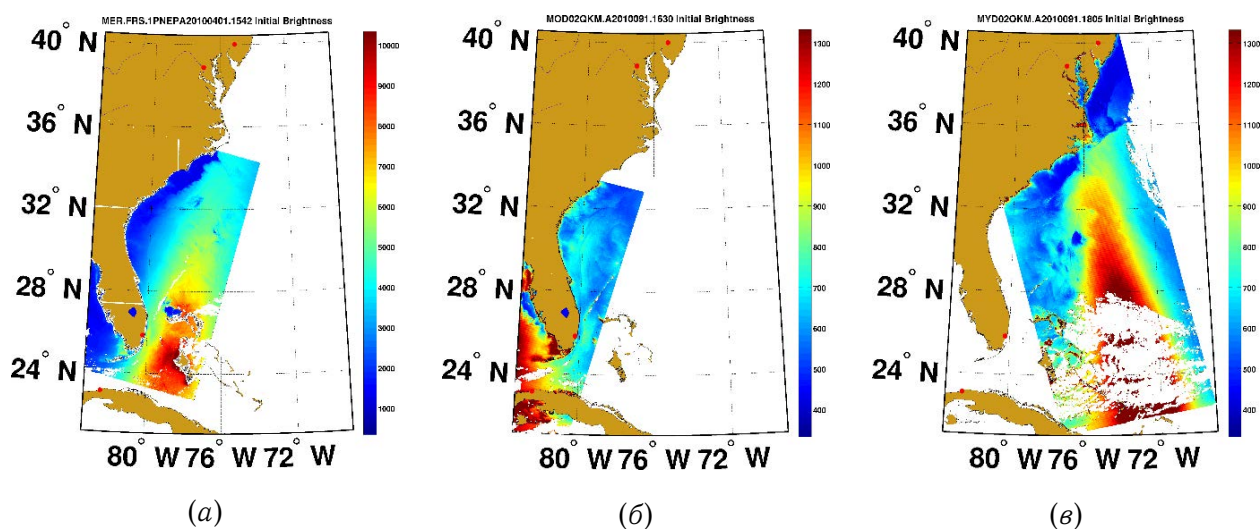 MER.FRS.1PNEPA20100401.1542 Initial Brightness
40° N
36° N
32° N
28° N
24° N
80° W 76° 72° W
10000
9000
8000
7000
6000
5000
4000
3000
2000
1000
(а)
MOD02QKM.A2010091.1630 Initial Brightness
40° N
36° N
32° N
28° N
24° N
80° W 76° W 72° W
1300
1200
1100
1000
900
800
700
600
500
400
(б)
MYD02QKM.A2010091.1805 Initial Brightness
40° N
36° N
32° N
28° N
24° N
80° W 76° W 72° W
1300
1200
1100
1000
900
800
700
600
500
400
(в)